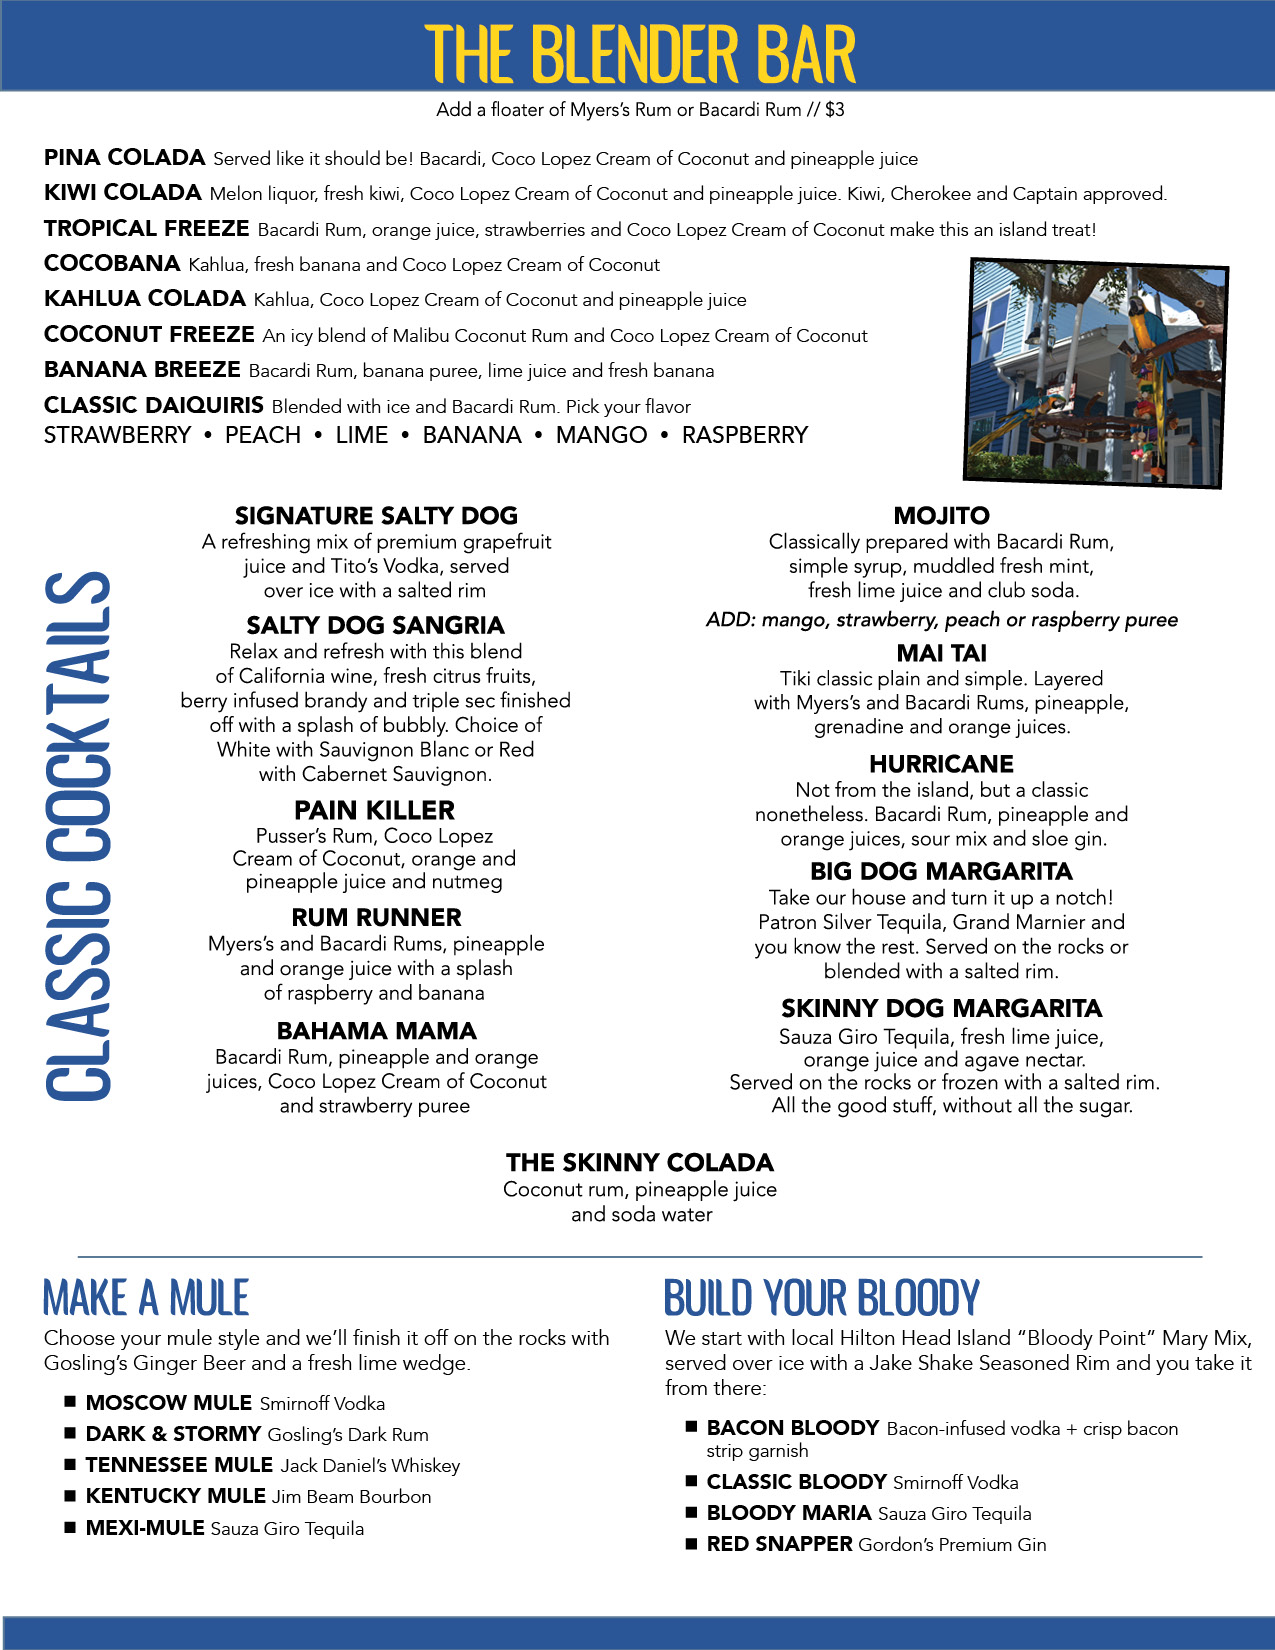 THE BLENDER BAR
Add a floater of Myers's Rum or Bacardi Rum // $3
PINA COLADA Served like it should be! Bacardi, Coco Lopez Cream of Coconut and pineapple juice
KIWI COLADA Melon liquor, fresh kiwi, Coco Lopez Cream of Coconut and pineapple juice. Kiwi, Cherokee and Captain approved.
TROPICAL FREEZE Bacardi Rum, orange juice, strawberries and Coco Lopez Cream of Coconut make this an island treat!
COCOBANA Kahlua, fresh banana and Coco Lopez Cream of Coconut
KAHLUA COLADA Kahlua, Coco Lopez Cream of Coconut and pineapple juice
COCONUT FREEZE An icy blend of Malibu Coconut Rum and Coco Lopez Cream of Coconut
BANANA BREEZE Bacardi Rum, banana puree, lime juice and fresh banana
CLASSIC DAIQUIRIS Blended with ice and Bacardi Rum. Pick your flavor
STRAWBERRY • PEACH • LIME • BANANA • MANGO • RASPBERRY
CLASSIC COCKTAILS
SIGNATURE SALTY DOG
A refreshing mix of premium grapefruit
juice and Tito's Vodka, served
over ice with a salted rim
SALTY DOG SANGRIA
Relax and refresh with this blend
of California wine, fresh citrus fruits,
berry infused brandy and triple sec finished
off with a splash of bubbly. Choice of
White with Sauvignon Blanc or Red
with Cabernet Sauvignon.
PAIN KILLER
Pusser's Rum, Coco Lopez
Cream of Coconut, orange and
pineapple juice and nutmeg
RUM RUNNER
Myers's and Bacardi Rums, pineapple
and orange juice with a splash
of raspberry and banana
BAHAMA MAMA
Bacardi Rum, pineapple and orange
juices, Coco Lopez Cream of Coconut
and strawberry puree
MOJITO
Classically prepared with Bacardi Rum,
simple syrup, muddled fresh mint,
fresh lime juice and club soda.
ADD: mango, strawberry, peach or raspberry puree
MAI TAI
Tiki classic plain and simple. Layered
with Myers's and Bacardi Rums, pineapple,
grenadine and orange juices.
HURRICANE
Not from the island, but a classic
nonetheless. Bacardi Rum, pineapple and
orange juices, sour mix and sloe gin.
BIG DOG MARGARITA
Take our house and turn it up a notch!
Patron Silver Tequila, Grand Marnier and
you know the rest. Served on the rocks or
blended with a salted rim.
SKINNY DOG MARGARITA
Sauza Giro Tequila, fresh lime juice,
orange juice and agave nectar.
Served on the rocks or frozen with a salted rim.
All the good stuff, without all the sugar.
THE SKINNY COLADA
Coconut rum, pineapple juice
and soda water
MAKE A MULE
Choose your mule style and we'll finish it off on the rocks with
Gosling's Ginger Beer and a fresh lime wedge.
■ MOSCOW MULE Smirnoff Vodka
■ DARK & STORMY Gosling's Dark Rum
■ TENNESSEE MULE Jack Daniel's Whiskey
■ KENTUCKY MULE Jim Beam Bourbon
■ MEXI-MULE Sauza Giro Tequila
BUILD YOUR BLOODY
We start with local Hilton Head Island “Bloody Point” Mary Mix,
served over ice with a Jake Shake Seasoned Rim and you take it
from there:
■ BACON BLOODY Bacon-infused vodka + crisp bacon
strip garnish
■ CLASSIC BLOODY Smirnoff Vodka
■ BLOODY MARIA Sauza Giro Tequila
■ RED SNAPPER Gordon's Premium Gin